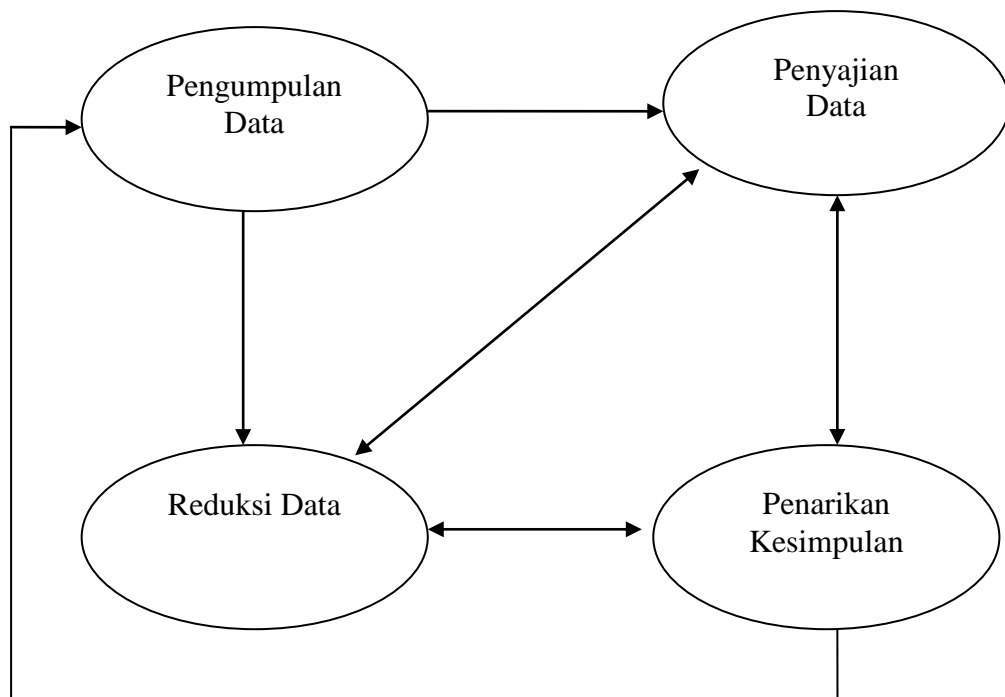 Pengumpulan
Data
Penyajian
Data
Reduksi Data
Penarikan
Kesimpulan